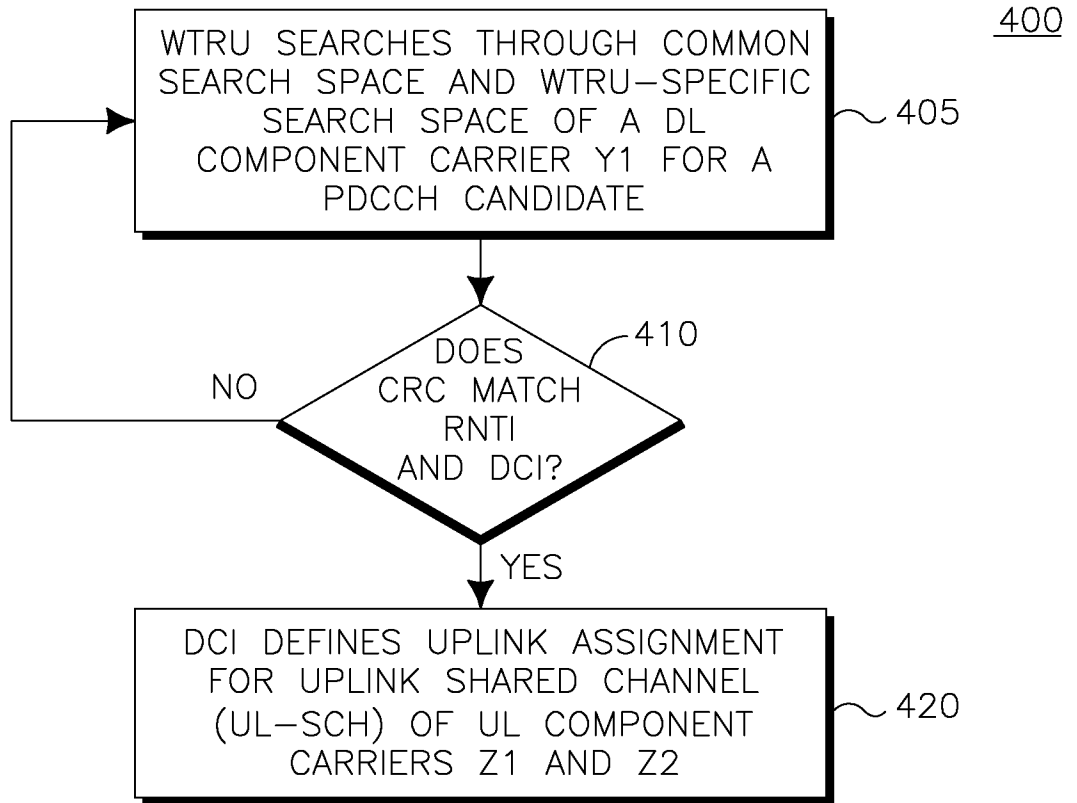 400
WTRU SEARCHES THROUGH COMMON
SEARCH SPACE AND WTRU-SPECIFIC
SEARCH SPACE OF A DL
COMPONENT CARRIER Y1 FOR A
PDCCH CANDIDATE
405
DOES
CRC MATCH
RNTI
AND DCI?
410
NO
YES
DCI DEFINES UPLINK ASSIGNMENT
FOR UPLINK SHARED CHANNEL
(UL-SCH) OF UL COMPONENT
CARRIERS Z1 AND Z2
420